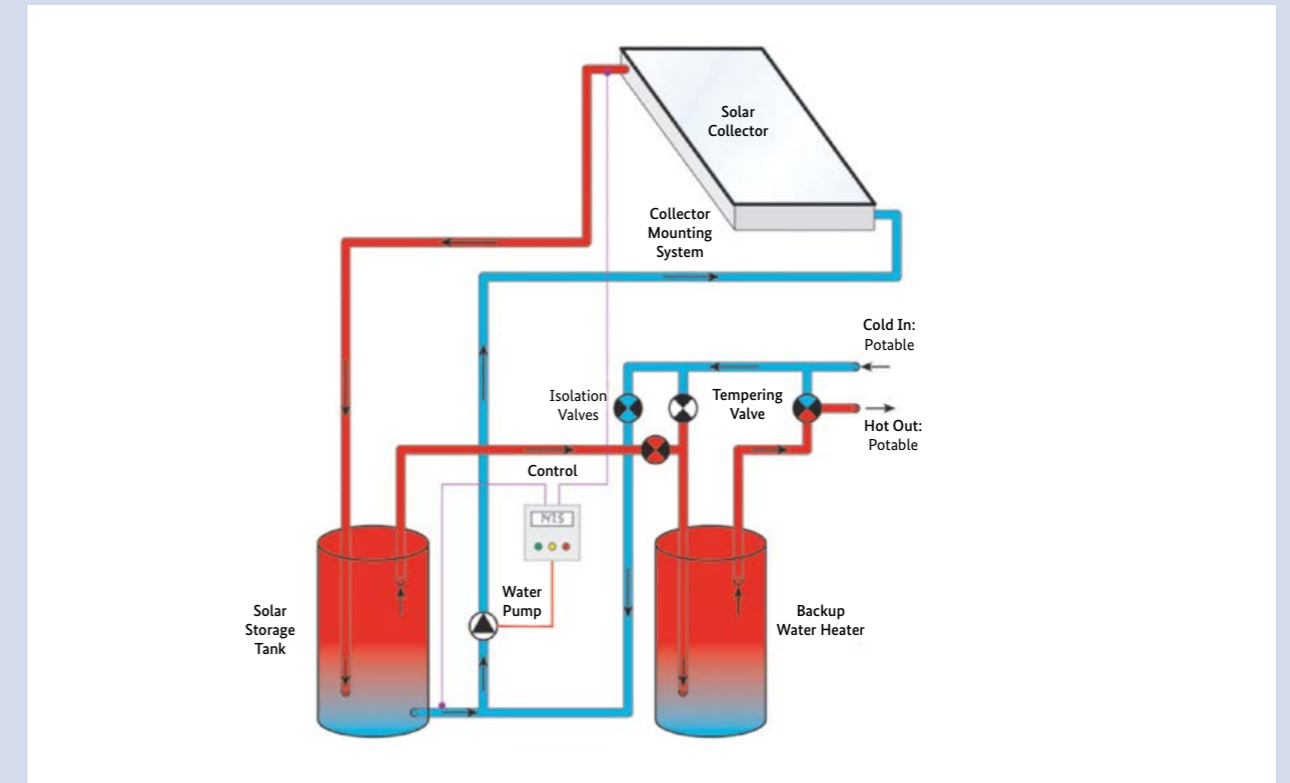 Solar
Collector
Collector
Mounting
System
Cold In:
Potable
Isolation
Valves
Tempering
Valve
Hot Out:
Potable
Control
Water
Pump
Solar
Storage
Tank
Backup
Water Heater